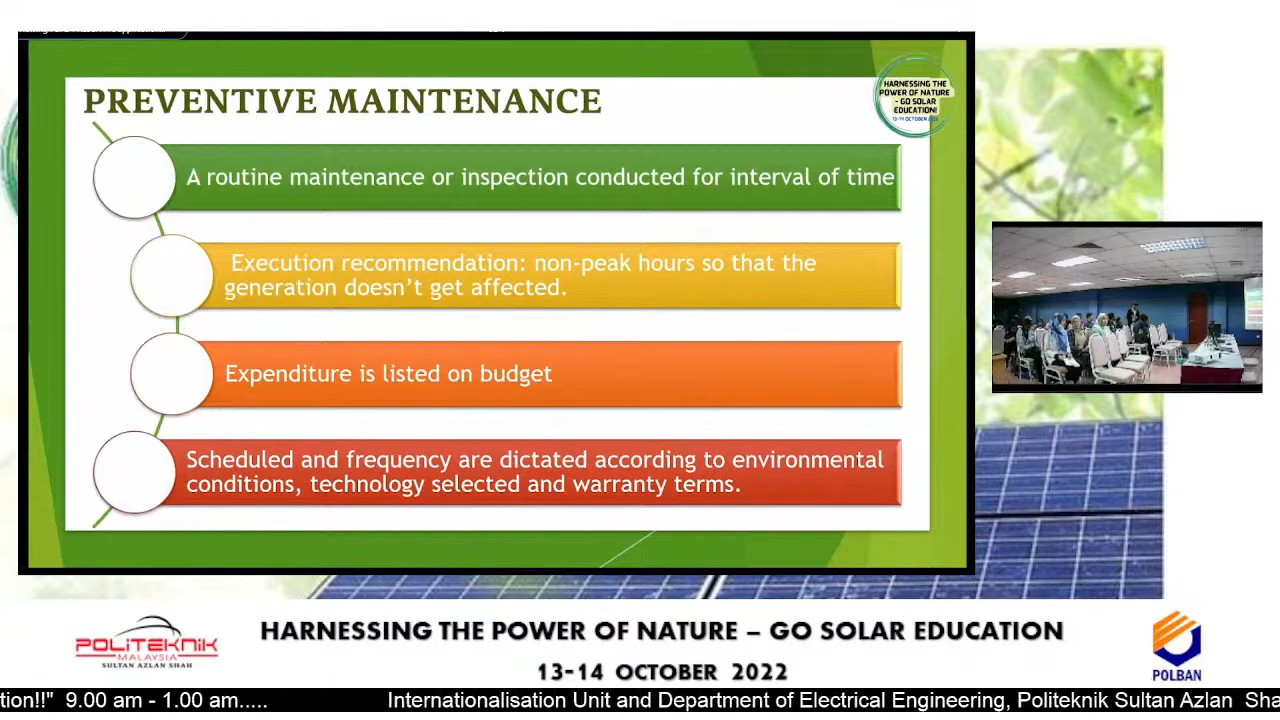 PREVENTIVE MAINTENANCE
HARNESSING THE
POWER OF NATURE
- GO SOLAR
EDUCATION!
13-14 OCTOBER 2022
A routine maintenance or inspection conducted for interval of time
Execution recommendation: non-peak hours so that the
generation doesn't get affected.
Expenditure is listed on budget
Scheduled and frequency are dictated according to environmental
conditions, technology selected and warranty terms.
POLITEKNIK
MALAYSIA
SULTAN AZLAN SHAH
HARNESSING THE POWER OF NATURE – GO SOLAR EDUCATION
13-14 OCTOBER 2022
POLBAN
tion!!" 9.00 am - 1.00 am..... Internationalisation Unit and Department of Electrical Engineering, Politeknik Sultan Azlan Sha